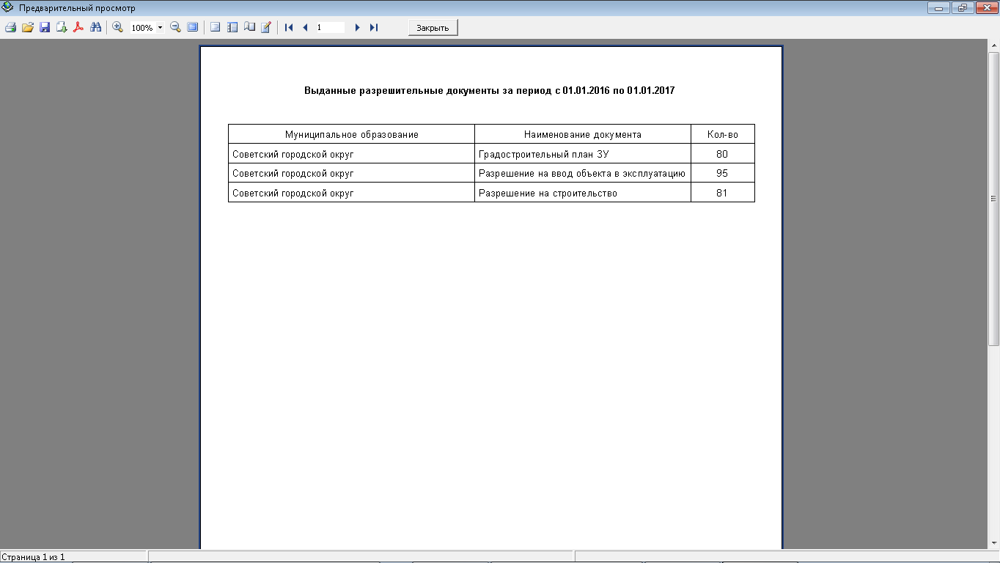 Предварительный просмотр
100% 1 Закрыть
Выданные разрешительные документы за период с 01.01.2016 по 01.01.2017
Муниципальное образование Наименование документа Кол-во
Советский городской округ Градостроительный план ЗУ 80
Советский городской округ Разрешение на ввод объекта в эксплуатацию 95
Советский городской округ Разрешение на строительство 81
Страница 1 из 1